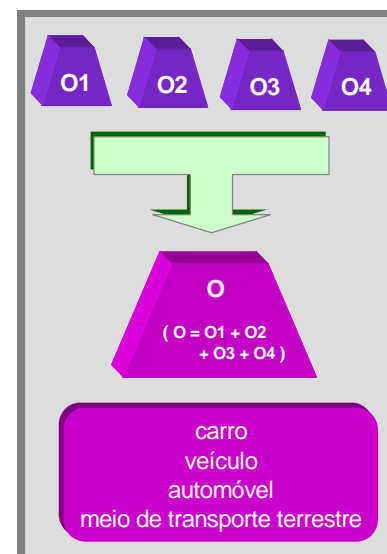 O1
O2
O3
O4
O
( O = O1 + O2
+ O3 + O4 )
carro
veículo
automóvel
meio de transporte terrestre